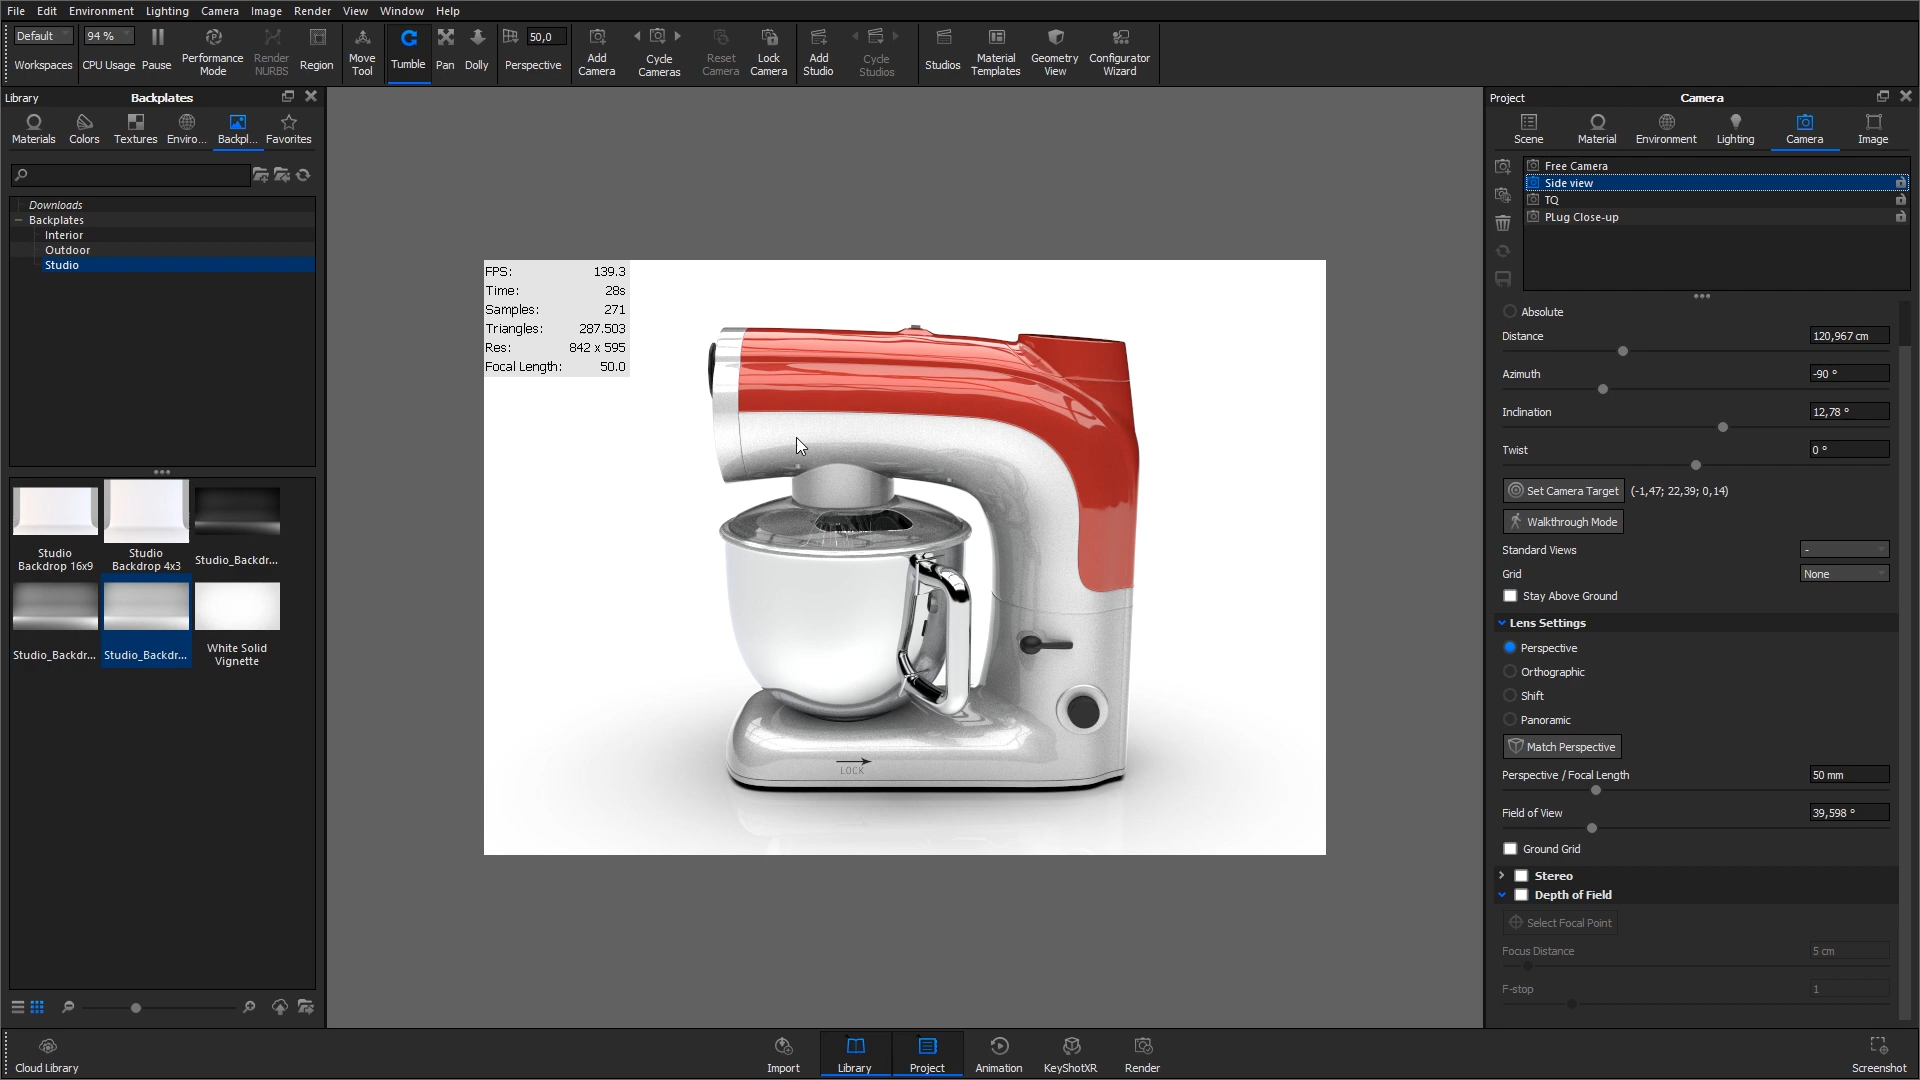 File Edit Environment Lighting Camera Image Render View Window Help
Default 94 % 50,0
Workspaces CPU Usage Pause Performance Mode Render NURBS Region Move Tool Tumble Pan Dolly Perspective Add Camera Cycle Cameras Reset Camera Lock Camera Add Studio Cycle Studios Studios Material Templates Geometry View Configurator Wizard
Library Backplates
Materials Colors Textures Enviro... Backpl... Favorites
Downloads
Backplates
Interior
Outdoor
Studio
Studio Backdrop 16x9
Studio Backdrop 4x3
Studio_Backdr...
Studio_Backdr...
Studio_Backdr...
White Solid Vignette
FPS: 139.3
Time: 28s
Samples: 271
Triangles: 287.503
Res: 842 x 595
Focal Length: 50.0
LOCK
Project Camera
Scene Material Environment Lighting Camera Image
Free Camera
Side view
TQ
PLug Close-up
Absolute
Distance 120,967 cm
Azimuth -90 °
Inclination 12,78 °
Twist 0 °
Set Camera Target (-1,47; 22,39; 0,14)
Walkthrough Mode
Standard Views -
Grid None
Stay Above Ground
Lens Settings
Perspective
Orthographic
Shift
Panoramic
Match Perspective
Perspective / Focal Length 50 mm
Field of View 39,598 °
Ground Grid
Stereo
Depth of Field
Select Focal Point
Focus Distance 5 cm
F-stop 1
Cloud Library Import Library Project Animation KeyShotXR Render Screenshot